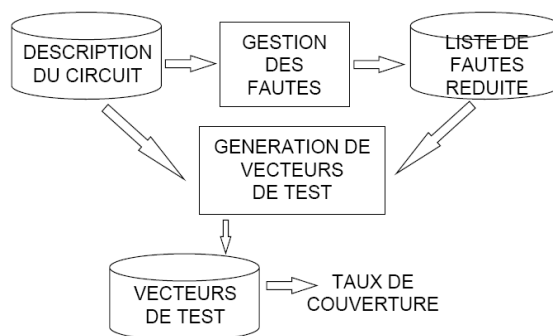 DESCRIPTION
DU CIRCUIT
GESTION
DES
FAUTES
LISTE DE
FAUTES
REDUITE
GENERATION DE
VECTEURS
DE TEST
VECTEURS
DE TEST
TAUX DE
COUVERTURE